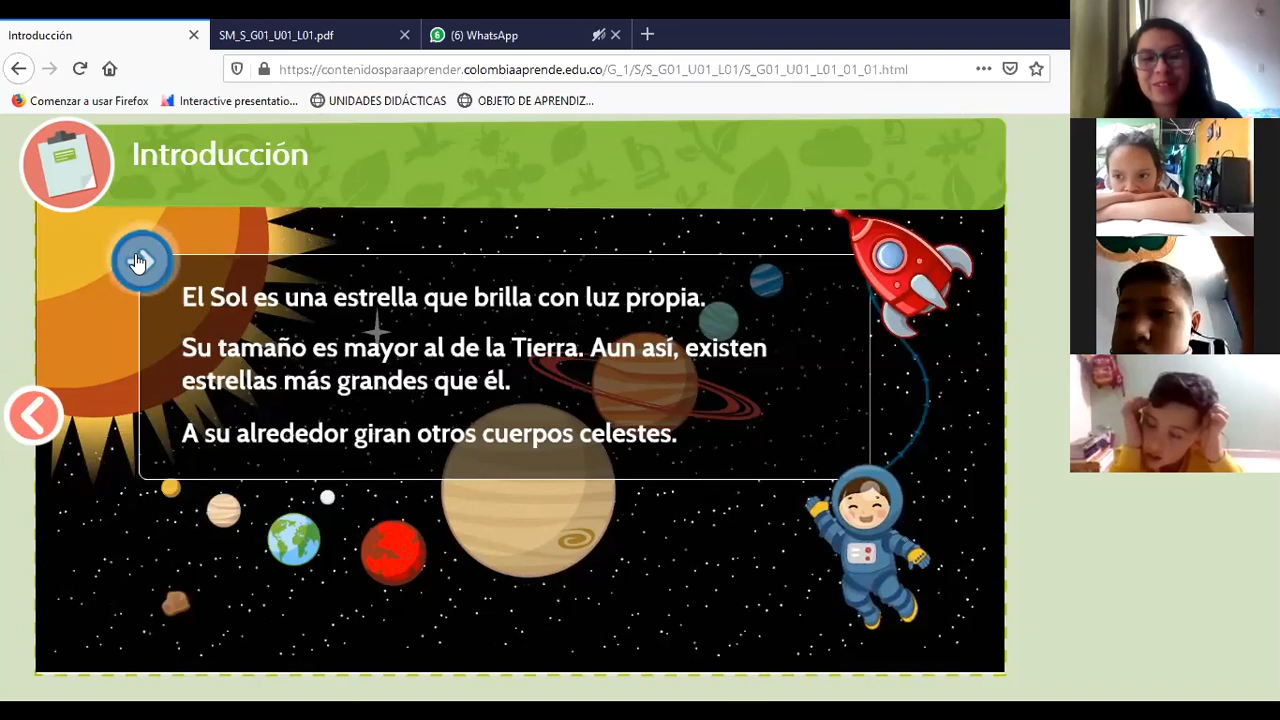 Introducción
SM_S_G01_U01_L01.pdf
6
(6) WhatsApp
https://contenidosparaaprender.colombiaaprende.edu.co/G_1/S/S_G01_U01_L01/S_G01_U01_L01_01_01.html
Comenzar a usar Firefox
Interactive presentatio...
UNIDADES DIDÁCTICAS
OBJETO DE APRENDIZ...
Introducción
El Sol es una estrella que brilla con luz propia.
Su tamaño es mayor al de la Tierra. Aun así, existen
estrellas más grandes que él.
A su alrededor giran otros cuerpos celestes.